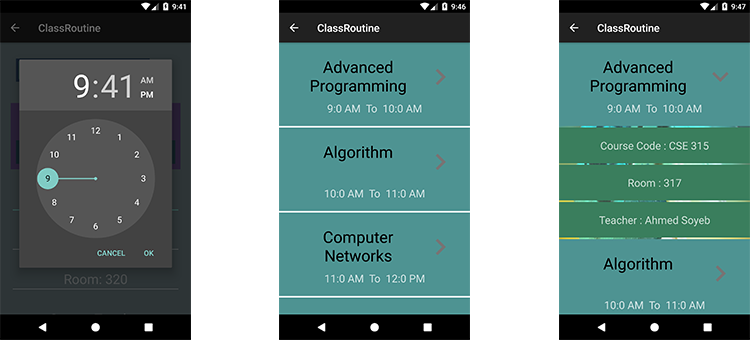 9:41
ClassRoutine
9:41
AM
PM
12
11
1
10
2
9
3
8
4
7
5
6
CANCEL
OK
Room: 320
9:46
ClassRoutine
Advanced
Programming
9:0 AM To 10:0 AM
Algorithm
10:0 AM To 11:0 AM
Computer
Networks
11:0 AM To 12:0 PM
9:47
ClassRoutine
Advanced
Programming
9:0 AM To 10:0 AM
Course Code : CSE 315
Room : 317
Teacher : Ahmed Soyeb
Algorithm
10:0 AM To 11:0 AM